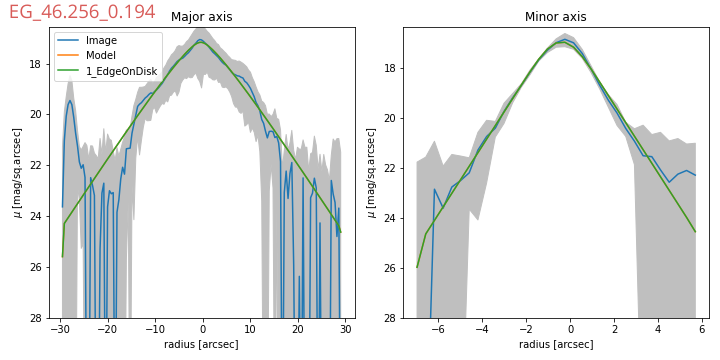 EG_46.256_0.194
Major axis
Minor axis
Image
Model
1_EdgeOnDisk
18
20
22
24
26
28
μ [mag/sq.arcsec]
−30
−20
−10
0
10
20
30
radius [arcsec]
18
20
22
24
26
28
μ [mag/sq.arcsec]
−6
−4
−2
0
2
4
6
radius [arcsec]